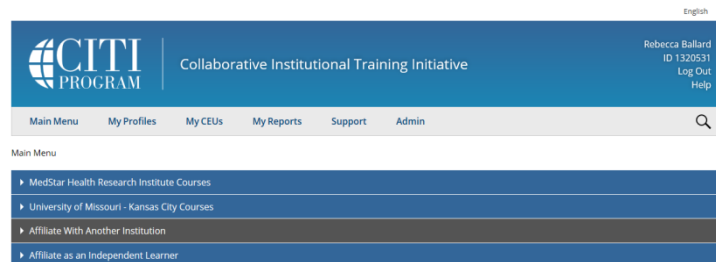 English
CITI
PROGRAM
Collaborative Institutional Training Initiative
Rebecca Ballard
ID 1320531
Log Out
Help
Main Menu My Profiles My CEUs My Reports Support Admin
Main Menu
MedStar Health Research Institute Courses
University of Missouri - Kansas City Courses
Affiliate With Another Institution
Affiliate as an Independent Learner